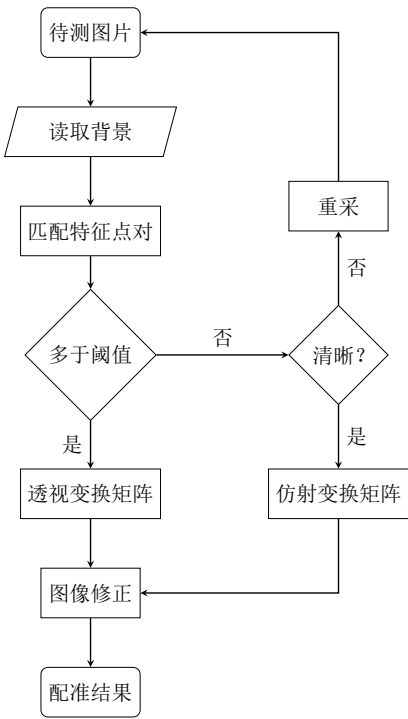 待测图片
读取背景
重采
匹配特征点对
否
否
多于阈值
清晰？
是
是
透视变换矩阵
仿射变换矩阵
图像修正
配准结果